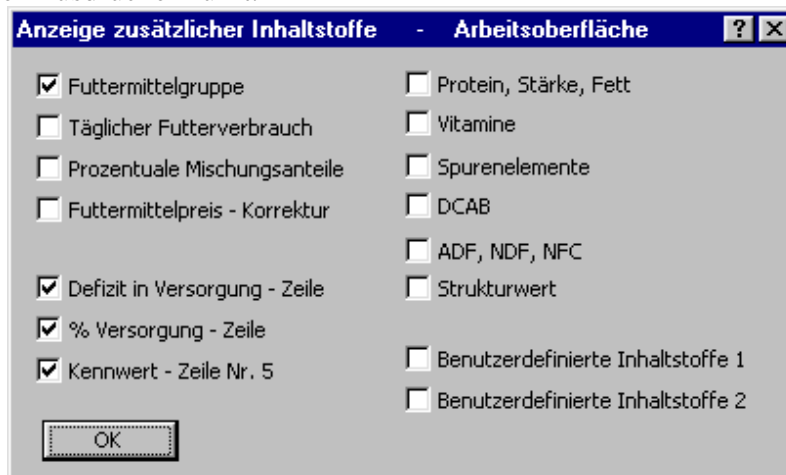 Anzeige zusätzlicher Inhaltstoffe - Arbeitsoberfläche
Futtermittelgruppe
Täglicher Futterverbrauch
Prozentuale Mischungsanteile
Futtermittelpreis - Korrektur
Defizit in Versorgung - Zeile
% Versorgung - Zeile
Kennwert - Zeile Nr. 5
OK
Protein, Stärke, Fett
Vitamine
Spurenelemente
DCAB
ADF, NDF, NFC
Strukturwert
Benutzerdefinierte Inhaltstoffe 1
Benutzerdefinierte Inhaltstoffe 2